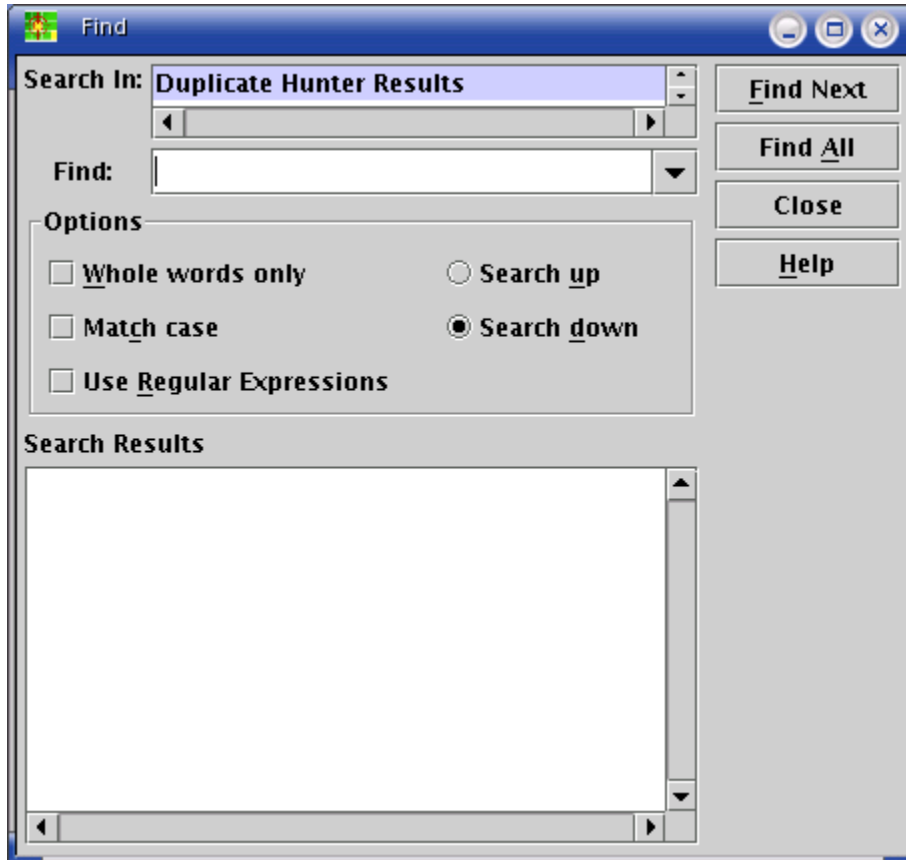 Find
Search In: Duplicate Hunter Results
Find Next
Find All
Find:
Close
Options
Help
Whole words only
Search up
Match case
Search down
Use Regular Expressions
Search Results